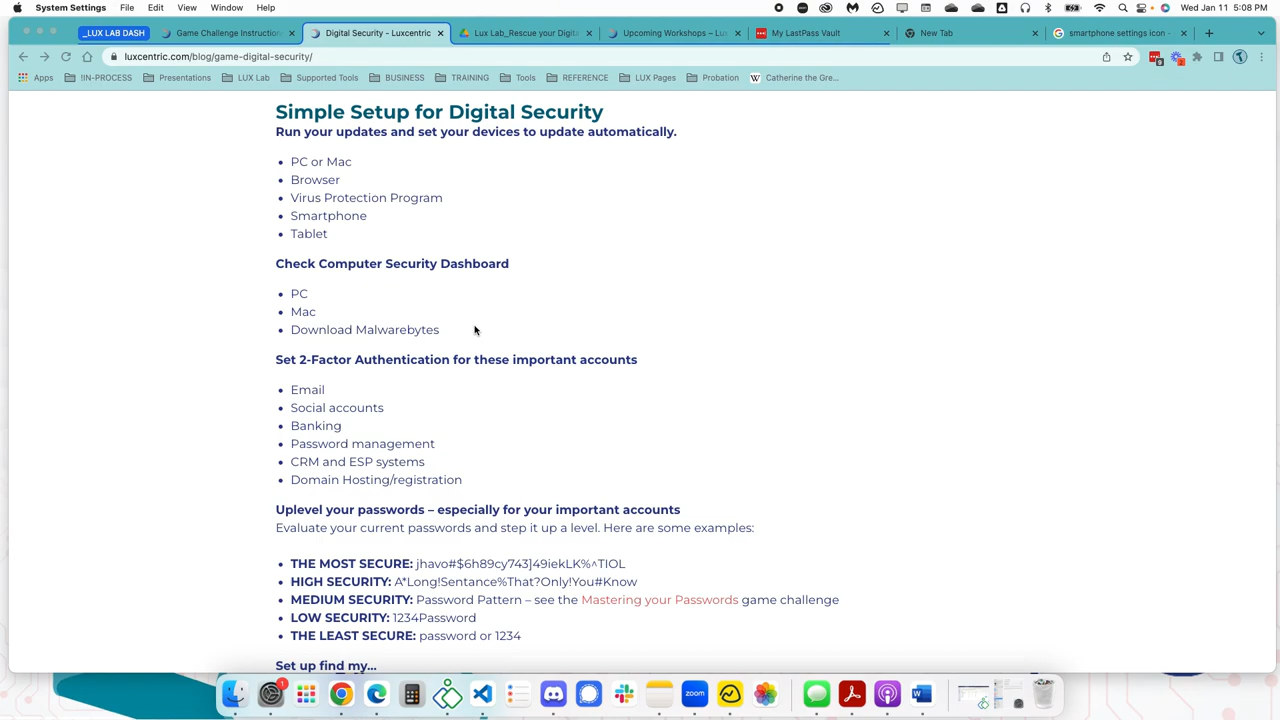 System Settings File Edit View Window Help Wed Jan 11 5:08 PM
_LUX LAB DASH Game Challenge Instruction Digital Security - Luxcentric Lux Lab_Rescue your Digita Upcoming Workshops – Lus My LastPass Vault New Tab smartphone settings icon -
luxcentric.com/blog/game-digital-security/
Apps !IN-PROCESS Presentations LUX Lab Supported Tools BUSINESS TRAINING Tools REFERENCE LUX Pages Probation Catherine the Gre...
Simple Setup for Digital Security
Run your updates and set your devices to update automatically.
PC or Mac
Browser
Virus Protection Program
Smartphone
Tablet
Check Computer Security Dashboard
PC
Mac
Download Malwarebytes
Set 2-Factor Authentication for these important accounts
Email
Social accounts
Banking
Password management
CRM and ESP systems
Domain Hosting/registration
Uplevel your passwords – especially for your important accounts
Evaluate your current passwords and step it up a level. Here are some examples:
THE MOST SECURE: jhavo#$6h89cy743]49iekLK%^TIOL
HIGH SECURITY: A*Long!Sentance%That?Only!You#Know
MEDIUM SECURITY: Password Pattern – see the Mastering your Passwords game challenge
LOW SECURITY: 1234Password
THE LEAST SECURE: password or 1234
Set up find my...
1
zoom